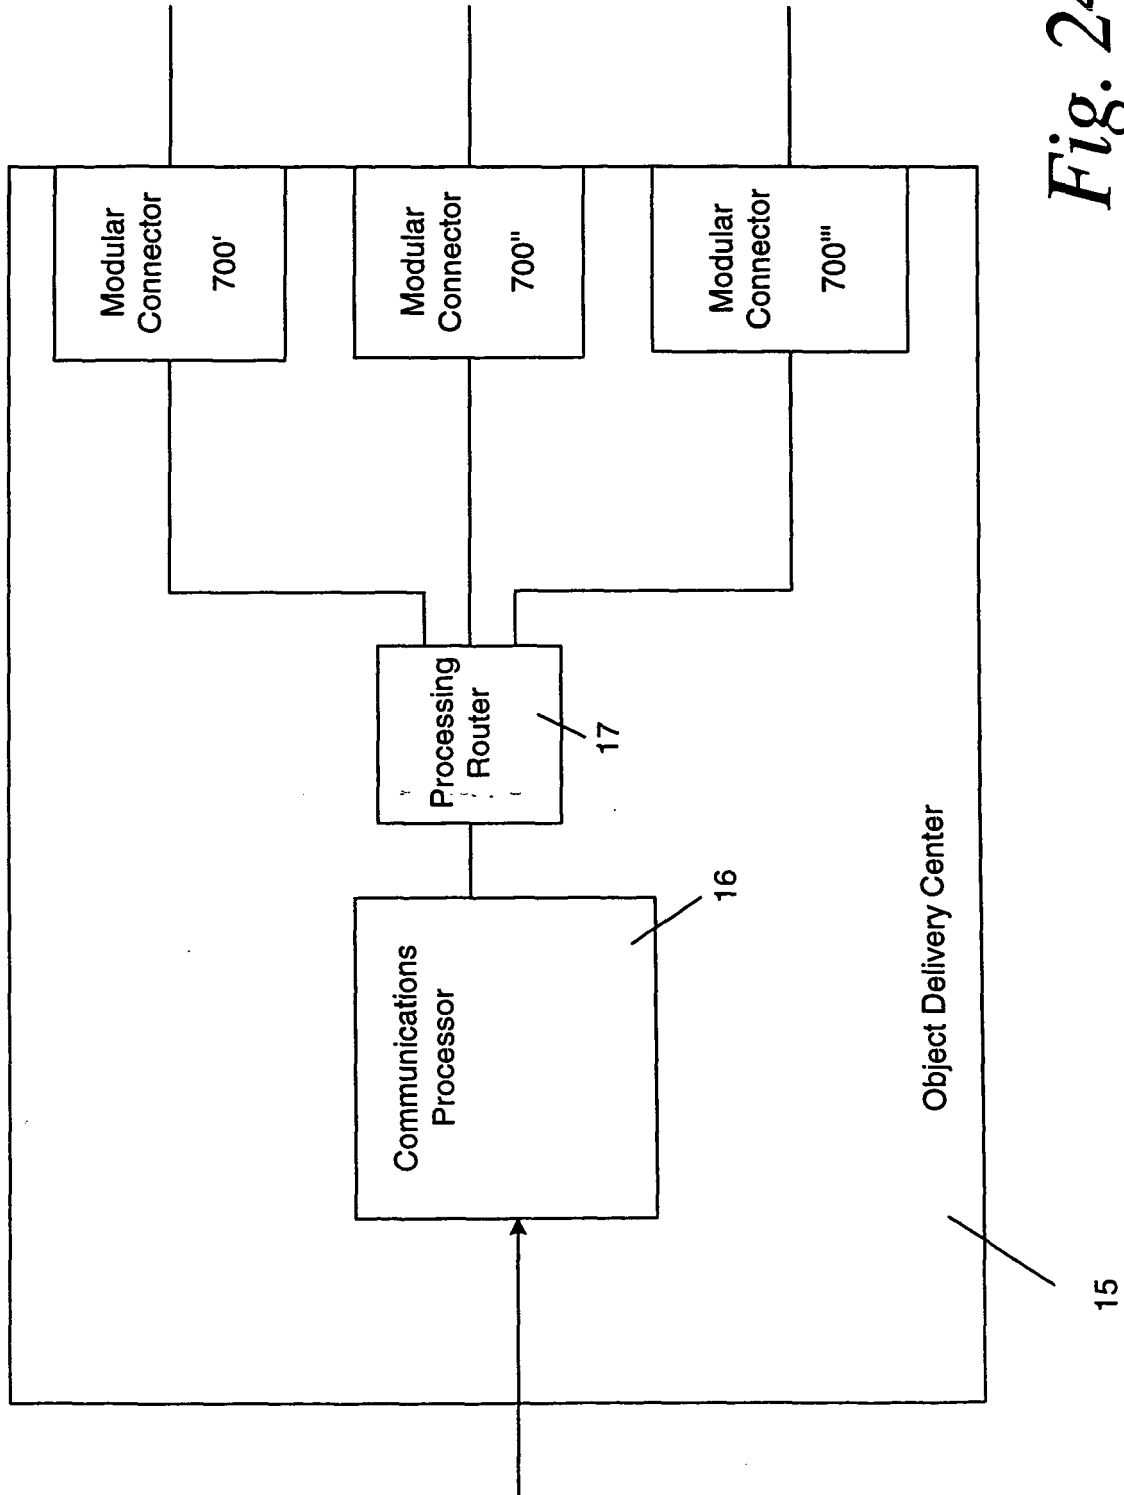 Modular
Connector
700'
Modular
Connector
700"
Modular
Connector
700'"
Processing
Router
17
Communications
Processor
16
Object Delivery Center
15
Fig. 24